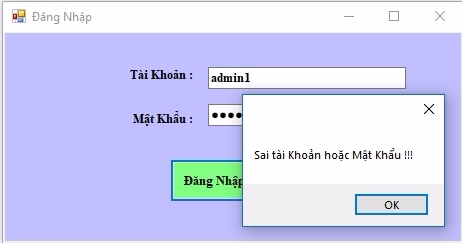 Đăng Nhập
Tài Khoản :
admin1
Mật Khẩu :
Sai tài Khoản hoặc Mật Khẩu !!!
Đăng Nhập
OK